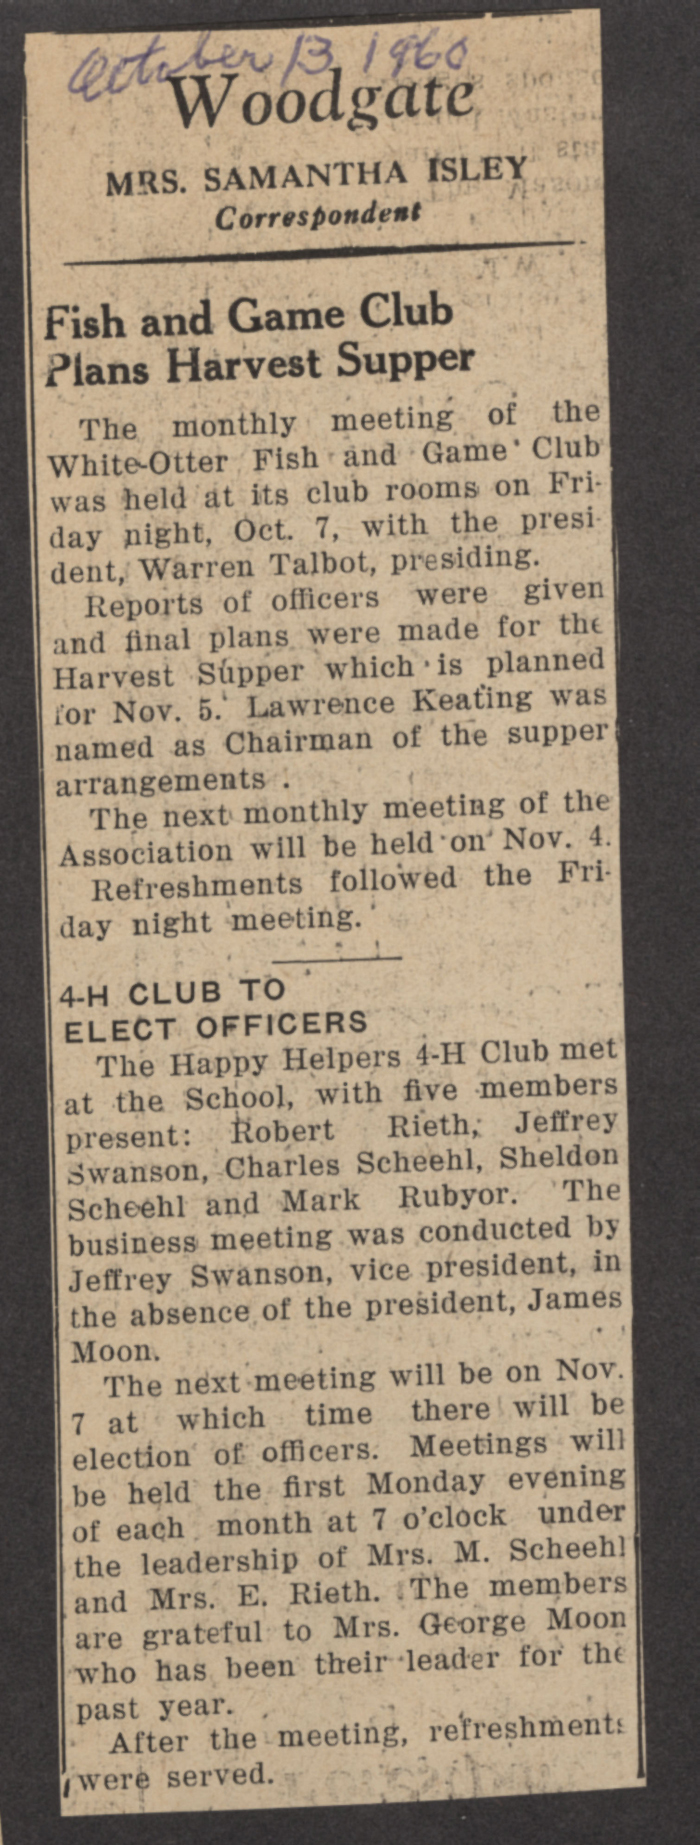 October 13 1960
Woodgate
MRS. SAMANTHA ISLEY
Correspondent
Fish and Game Club
Plans Harvest Supper
The monthly meeting of the
White-Otter Fish and Game Club
was held at its club rooms on Fri-
day night, Oct. 7, with the presi-
dent, Warren Talbot, presiding.
Reports of officers were given
and final plans were made for the
Harvest Supper which is planned
for Nov. 5. Lawrence Keating was
named as Chairman of the supper
arrangements .
The next monthly meeting of the
Association will be held on Nov. 4.
Refreshments followed the Fri-
day night meeting.
4-H CLUB TO
ELECT OFFICERS
The Happy Helpers 4-H Club met
at the School, with five members
present: Robert Rieth, Jeffrey
Swanson, Charles Scheehl, Sheldon
Scheehl and Mark Rubyor. The
business meeting was conducted by
Jeffrey Swanson, vice president, in
the absence of the president, James
Moon.
The next meeting will be on Nov.
7 at which time there will be
election of officers. Meetings will
be held the first Monday evening
of each month at 7 o'clock under
the leadership of Mrs. M. Scheehl
and Mrs. E. Rieth. The members
are grateful to Mrs. George Moon
who has been their leader for the
past year.
After the meeting, refreshments
were served.